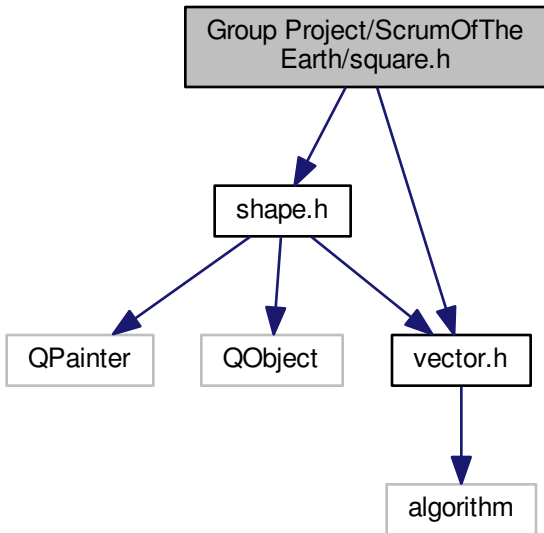 Group Project/ScrumOfThe
Earth/square.h
shape.h
QPainter
QObject
vector.h
algorithm